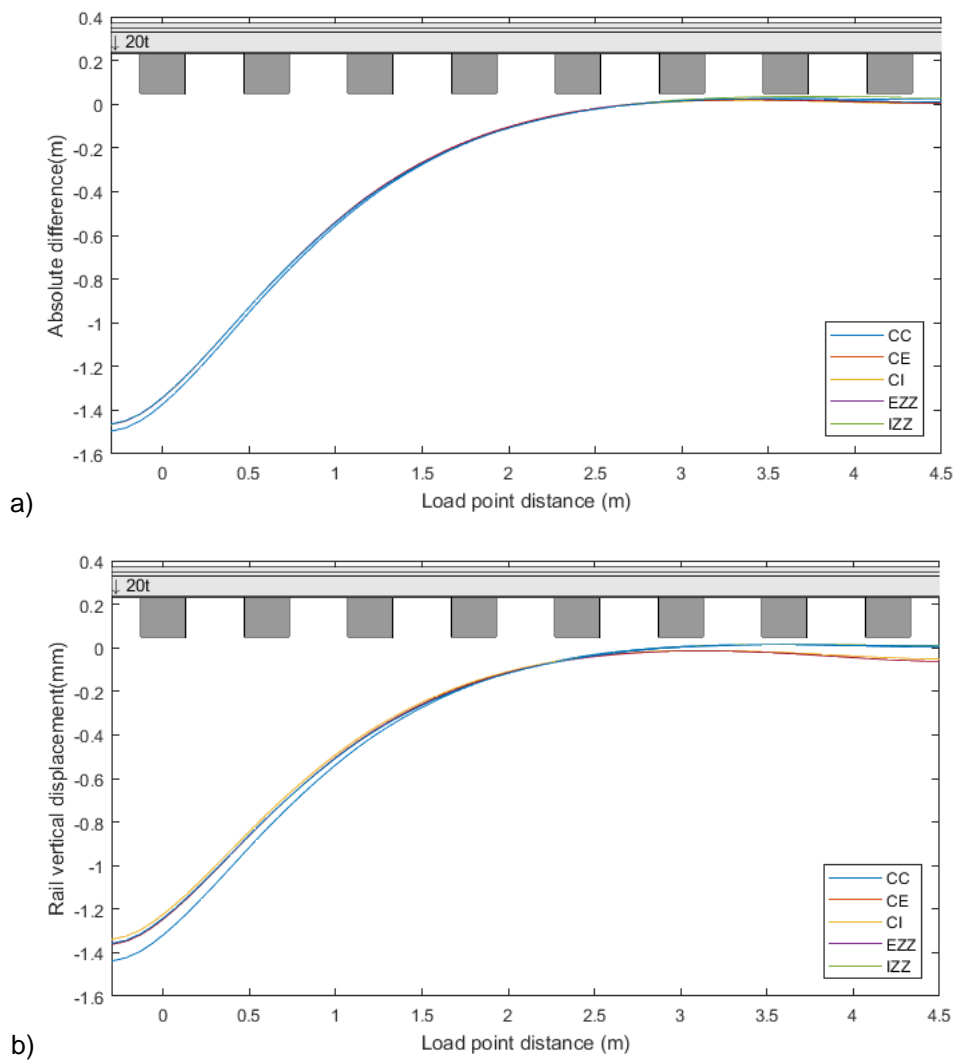 0.4
↓ 20t
0.2
0
-0.2
-0.4
-0.6
-0.8
-1
-1.2
-1.4
-1.6
Absolute difference(m)
CC
CE
CI
EZZ
IZZ
0 0.5 1 1.5 2 2.5 3 3.5 4 4.5
Load point distance (m)
a)
0.4
↓ 20t
0.2
0
-0.2
-0.4
-0.6
-0.8
-1
-1.2
-1.4
-1.6
Rail vertical displacement(mm)
CC
CE
CI
EZZ
IZZ
0 0.5 1 1.5 2 2.5 3 3.5 4 4.5
Load point distance (m)
b)